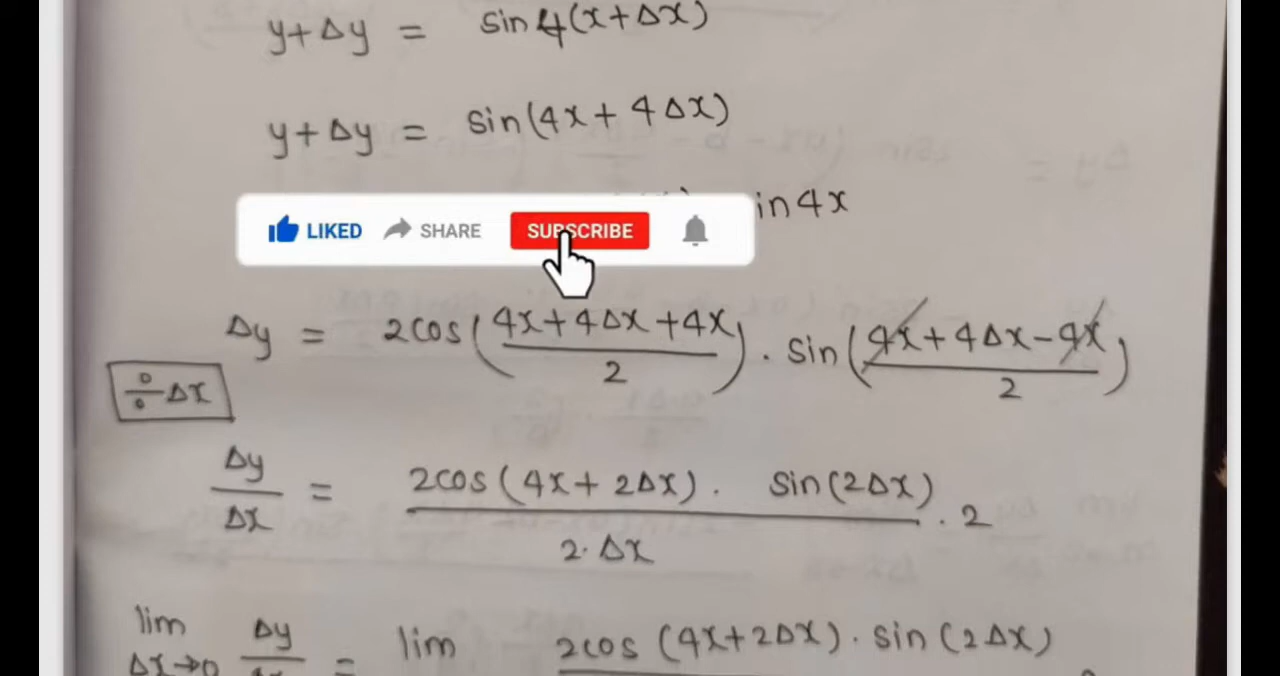 y+Δy = sin 4(x+Δx)
y+Δy = sin(4x+ 4Δx)
in4x
LIKED SHARE SUBSCRIBE
Δy = 2cos(4x+4Δx+4x/2) . sin(4x+4Δx-4x/2)
÷Δx
Δy/Δx = 2cos(4x+2Δx). sin(2Δx)/2.Δx . 2
lim Δx→0 Δy = lim 2cos (4x+2Δx). sin(2Δx)